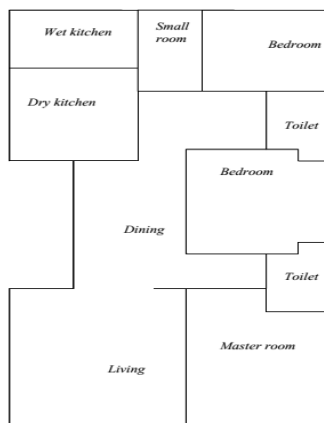 Wet kitchen
Small
room
Bedroom
Dry kitchen
Toilet
Bedroom
Dining
Toilet
Master room
Living